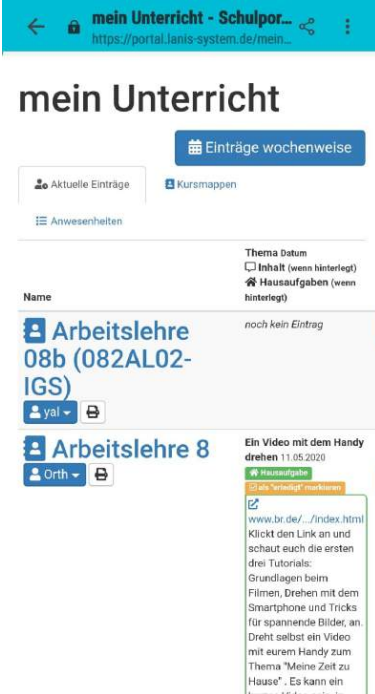 mein Unterricht - Schulpor...
https://portal.lanis-system.de/mein...
mein Unterricht
Einträge wochenweise
Aktuelle Einträge
Kursmappen
Anwesenheiten
Name
Thema Datum
Inhalt (wenn hinterlegt)
Hausaufgaben (wenn
hinterlegt)
Arbeitslehre
08b (082AL02-
IGS)
yal
noch kein Eintrag
Arbeitslehre 8
Orth
Ein Video mit dem Handy
drehen 11.05.2020
Hausaufgabe
als "erledigt" markieren
www.br.de/.../index.html
Klickt den Link an und
schaut euch die ersten
drei Tutorials:
Grundlagen beim
Filmen, Drehen mit dem
Smartphone und Tricks
für spannende Bilder, an.
Dreht selbst ein Video
mit eurem Handy zum
Thema "Meine Zeit zu
Hause" . Es kann ein